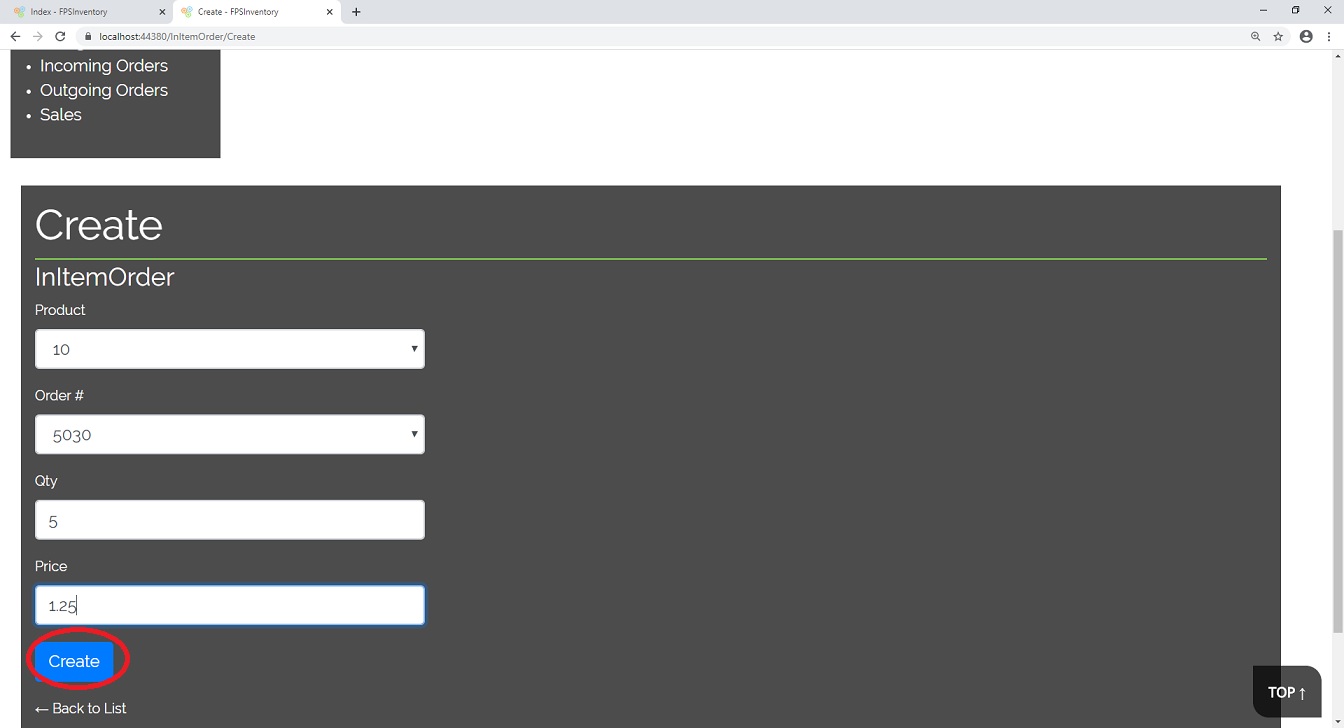 Index - FPSInventory
Create - FPSInventory
localhost:44380/InItemOrder/Create
Incoming Orders
Outgoing Orders
Sales
Create
InItemOrder
Product
10
Order #
5030
Qty
5
Price
1.25
Create
← Back to List
TOP ↑